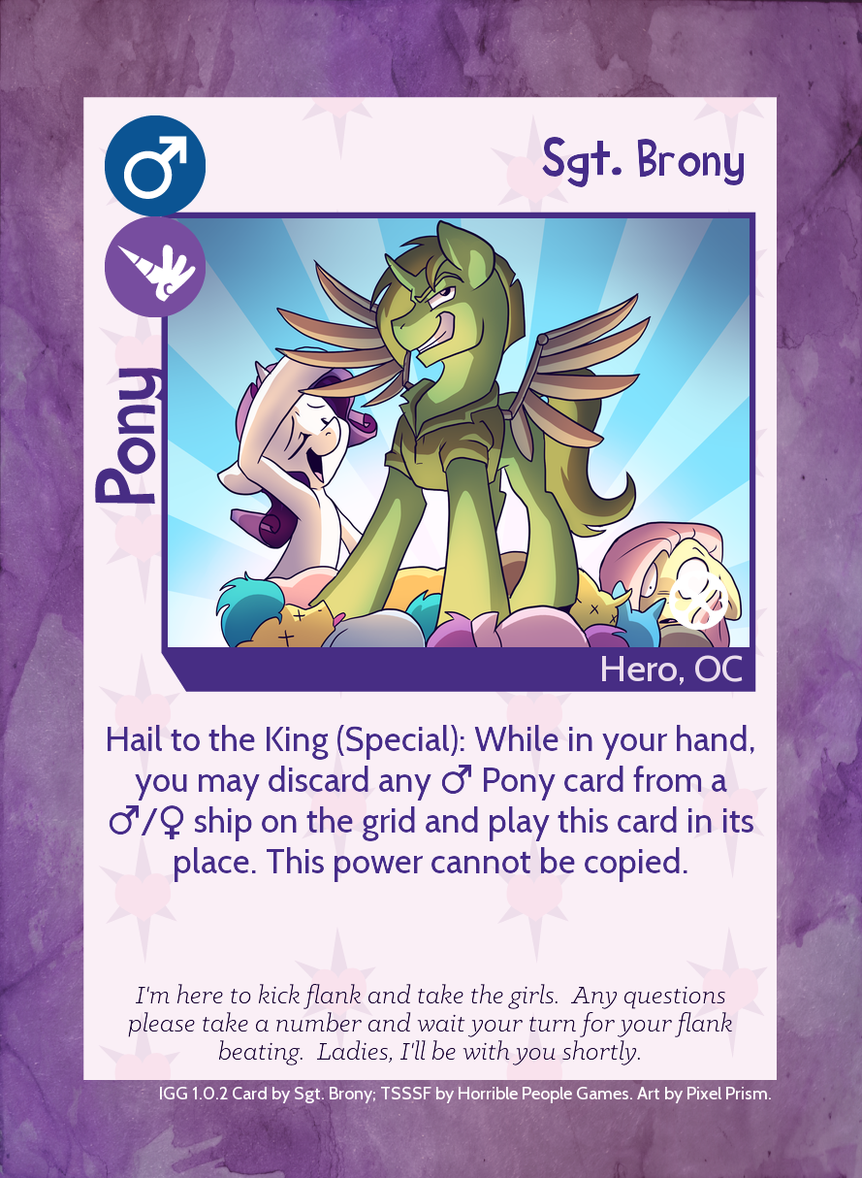 Sgt. Brony
Pony
Hero, OC
Hail to the King (Special): While in your hand,
you may discard any ♂ Pony card from a
♂/♀ ship on the grid and play this card in its
place. This power cannot be copied.
I'm here to kick flank and take the girls.  Any questions
please take a number and wait your turn for your flank
beating.  Ladies, I'll be with you shortly.
IGG 1.0.2 Card by Sgt. Brony; TSSSF by Horrible People Games. Art by Pixel Prism.